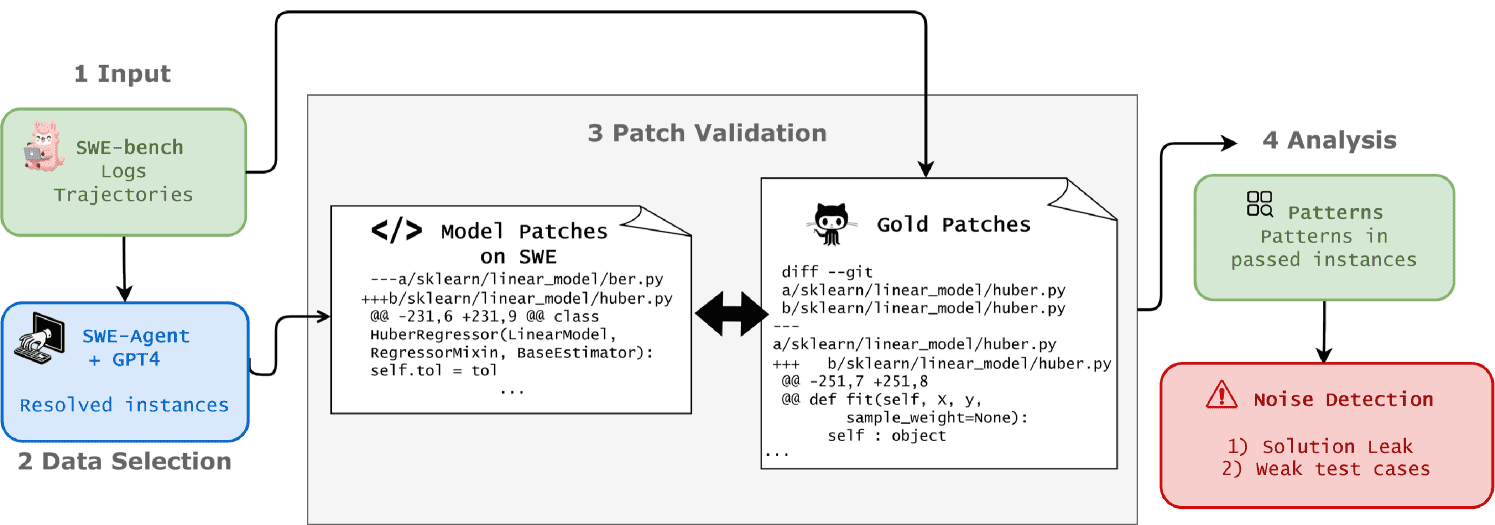 1 Input
SWE-bench
Logs
Trajectories
SWE-Agent
+ GPT4
Resolved instances
2 Data Selection
3 Patch Validation
</> Model Patches
on SWE
---a/sklearn/linear_model/ber.py
+++b/sklearn/linear_model/huber.py
@@ -231,6 +231,9 @@ class
HuberRegressor(LinearModel,
RegressorMixin, BaseEstimator):
self.tol = tol
...
Gold Patches
diff --git
a/sklearn/linear_model/huber.py
b/sklearn/linear_model/huber.py
---
a/sklearn/linear_model/huber.py
+++ b/sklearn/linear_model/huber.py
@@ -251,7 +251,8
@@ def fit(self, X, y,
sample_weight=None):
self : object
...
4 Analysis
Patterns
Patterns in
passed instances
Noise Detection
1) Solution Leak
2) Weak test cases